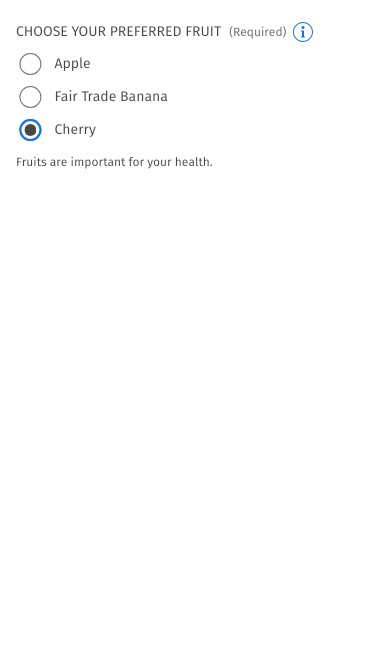 CHOOSE YOUR PREFERRED FRUIT (Required)
Apple
Fair Trade Banana
Cherry
Fruits are important for your health.